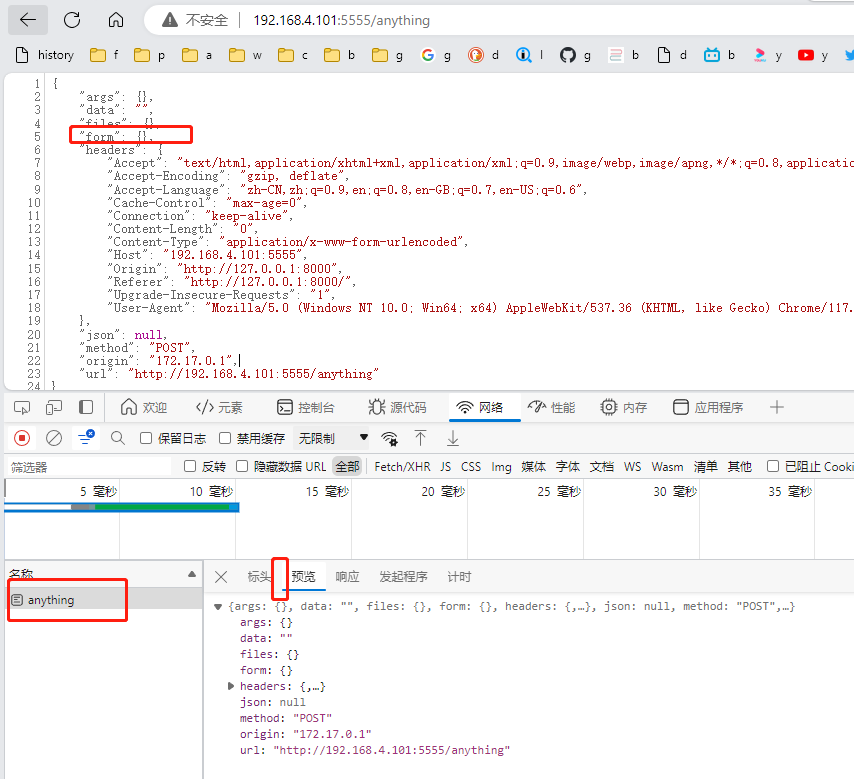 不安全 192.168.4.101:5555/anything
history f p a w c b g g d l g b d b y y
1 {
2 "args": {},
3 "data": "",
4 "files": {},
5 "form": {},
6 "headers": {
7 "Accept": "text/html,application/xhtml+xml,application/xml;q=0.9,image/webp,image/apng,*/*;q=0.8,applicatio
8 "Accept-Encoding": "gzip, deflate",
9 "Accept-Language": "zh-CN,zh;q=0.9,en;q=0.8,en-GB;q=0.7,en-US;q=0.6",
10 "Cache-Control": "max-age=0",
11 "Connection": "keep-alive",
12 "Content-Length": "0",
13 "Content-Type": "application/x-www-form-urlencoded",
14 "Host": "192.168.4.101:5555",
15 "Origin": "http://127.0.0.1:8000",
16 "Referer": "http://127.0.0.1:8000/",
17 "Upgrade-Insecure-Requests": "1",
18 "User-Agent": "Mozilla/5.0 (Windows NT 10.0; Win64; x64) AppleWebKit/537.36 (KHTML, like Gecko) Chrome/117.
19 },
20 "json": null,
21 "method": "POST",
22 "origin": "172.17.0.1",
23 "url": "http://192.168.4.101:5555/anything"
24 }
欢迎 元素 控制台 源代码 网络 性能 内存 应用程序
保留日志 禁用缓存 无限制
筛选器 反转 隐藏数据 URL 全部 Fetch/XHR JS CSS Img 媒体 字体 文档 WS Wasm 清单 其他 已阻止 Cooki
5 毫秒 10 毫秒 15 毫秒 20 毫秒 25 毫秒 30 毫秒 35 毫秒
名称 标头 预览 响应 发起程序 计时
anything
{args: {}, data: "", files: {}, form: {}, headers: {,…}, json: null, method: "POST",…}
args: {}
data: ""
files: {}
form: {}
headers: {,…}
json: null
method: "POST"
origin: "172.17.0.1"
url: "http://192.168.4.101:5555/anything"